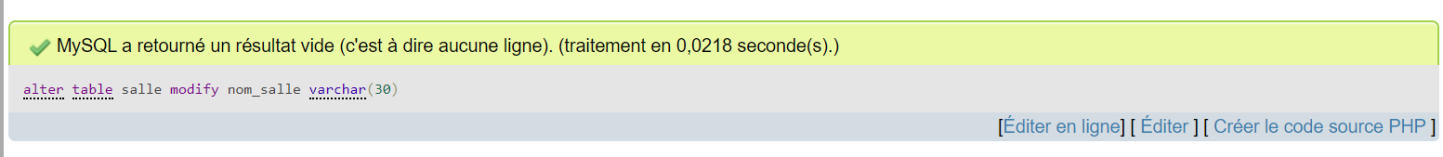 MySQL a retourné un résultat vide (c'est à dire aucune ligne). (traitement en 0,0218 seconde(s).)
alter table salle modify nom_salle varchar(30)
[Éditer en ligne] [ Éditer ] [ Créer le code source PHP ]